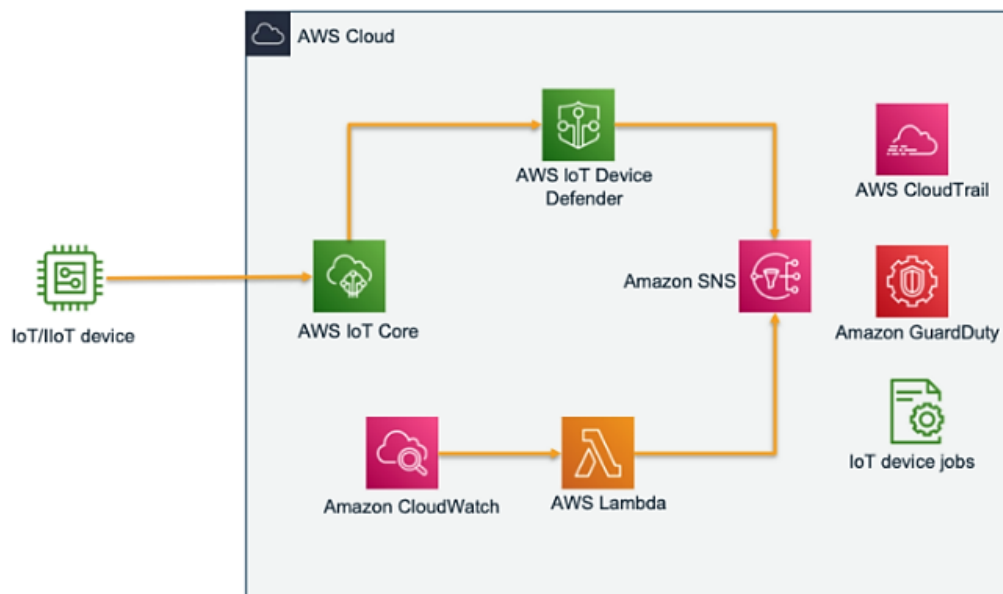 AWS Cloud
AWS IoT Device
Defender
AWS CloudTrail
Amazon SNS
IoT/IIoT device
AWS IoT Core
Amazon GuardDuty
IoT device jobs
Amazon CloudWatch
AWS Lambda